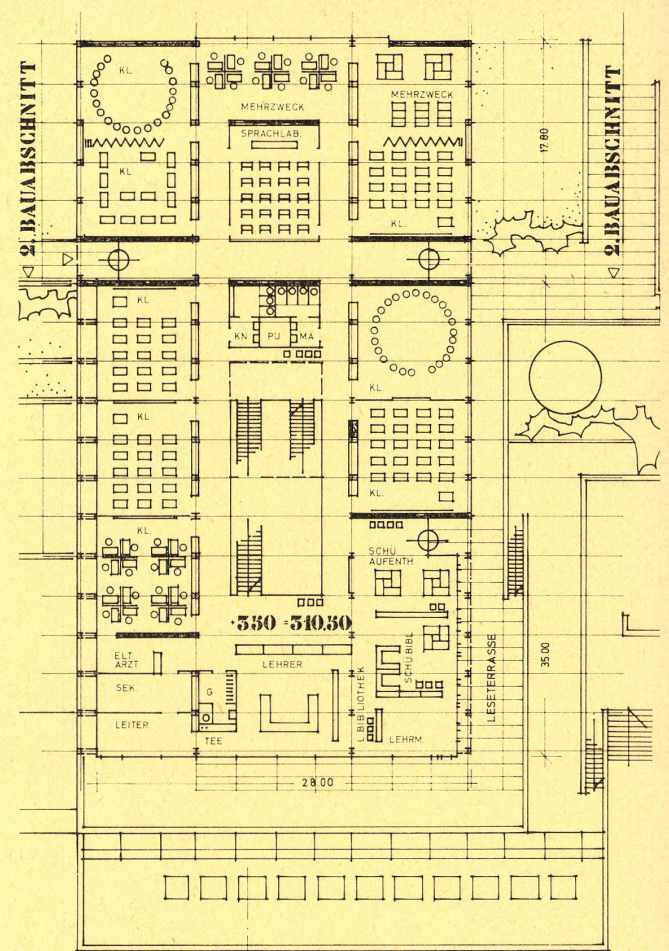 2. BAUABSCHNITT
2. BAUABSCHNITT
KL.
MEHRZWECK
MEHRZWECK
SPRACHLAB.
KL.
KL.
17.80
KL
KN PU MA
KL.
KL
KL.
KL.
SCHÜ
AUFENTH.
+3.50 =310.50
ELT
ARZT
LEHRER
SCHÜ BIBL
SEK.
G
L. BIBLIOTHEK
LESETERRASSE
35.00
LEITER
TEE
LEHRM
28.00